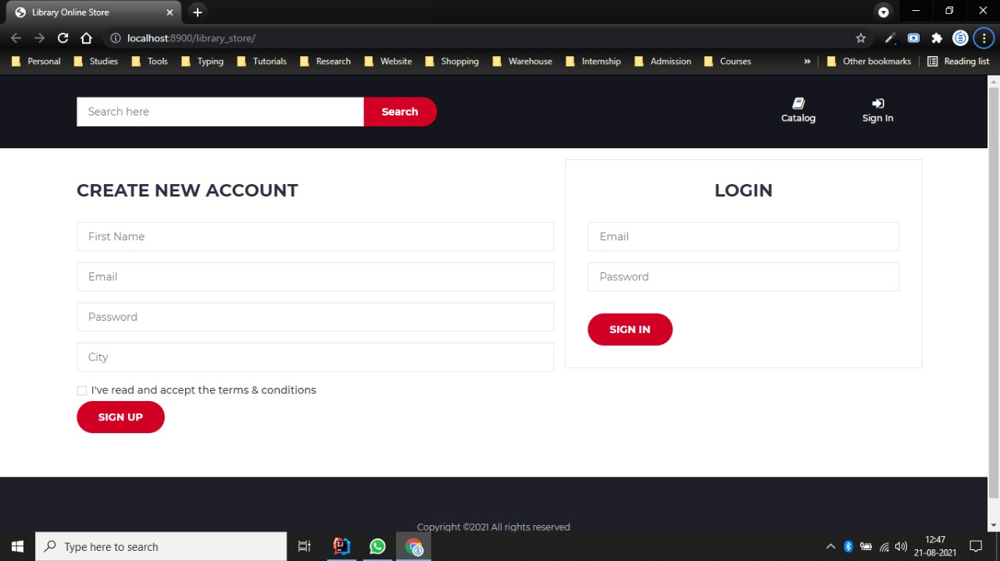 Library Online Store
localhost:8900/library_store/
Personal Studies Tools Typing Tutorials Research Website Shopping Warehouse Internship Admission Courses » Other bookmarks Reading list
Search here Search
Catalog Sign In
CREATE NEW ACCOUNT
First Name
Email
Password
City
I've read and accept the terms & conditions
SIGN UP
LOGIN
Email
Password
SIGN IN
Copyright ©2021 All rights reserved
Type here to search
12:47
21-08-2021